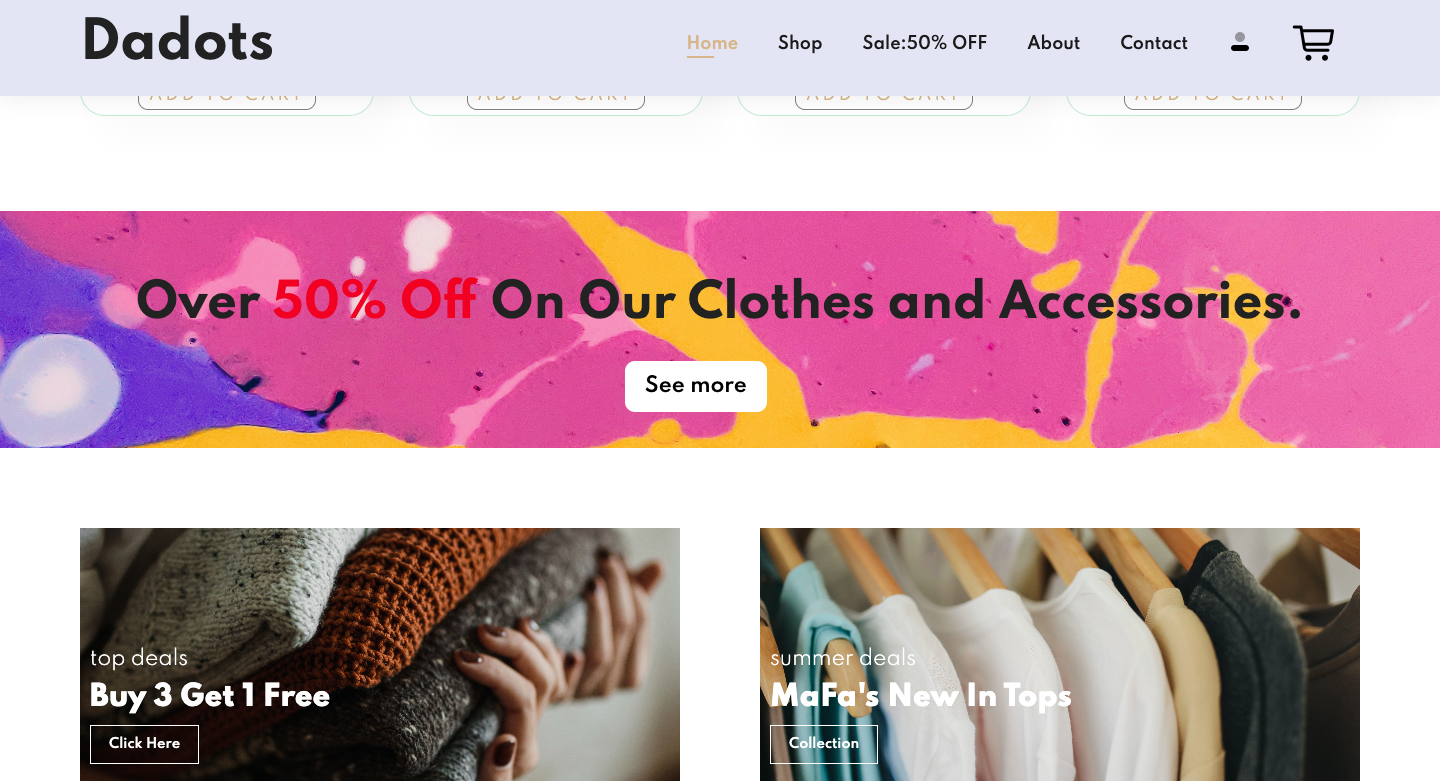 Dadots
Home Shop Sale:50% OFF About Contact
ADD TO CART ADD TO CART ADD TO CART ADD TO CART
Over 50% Off On Our Clothes and Accessories.
See more
top deals
Buy 3 Get 1 Free
Click Here
summer deals
MaFa's New In Tops
Collection